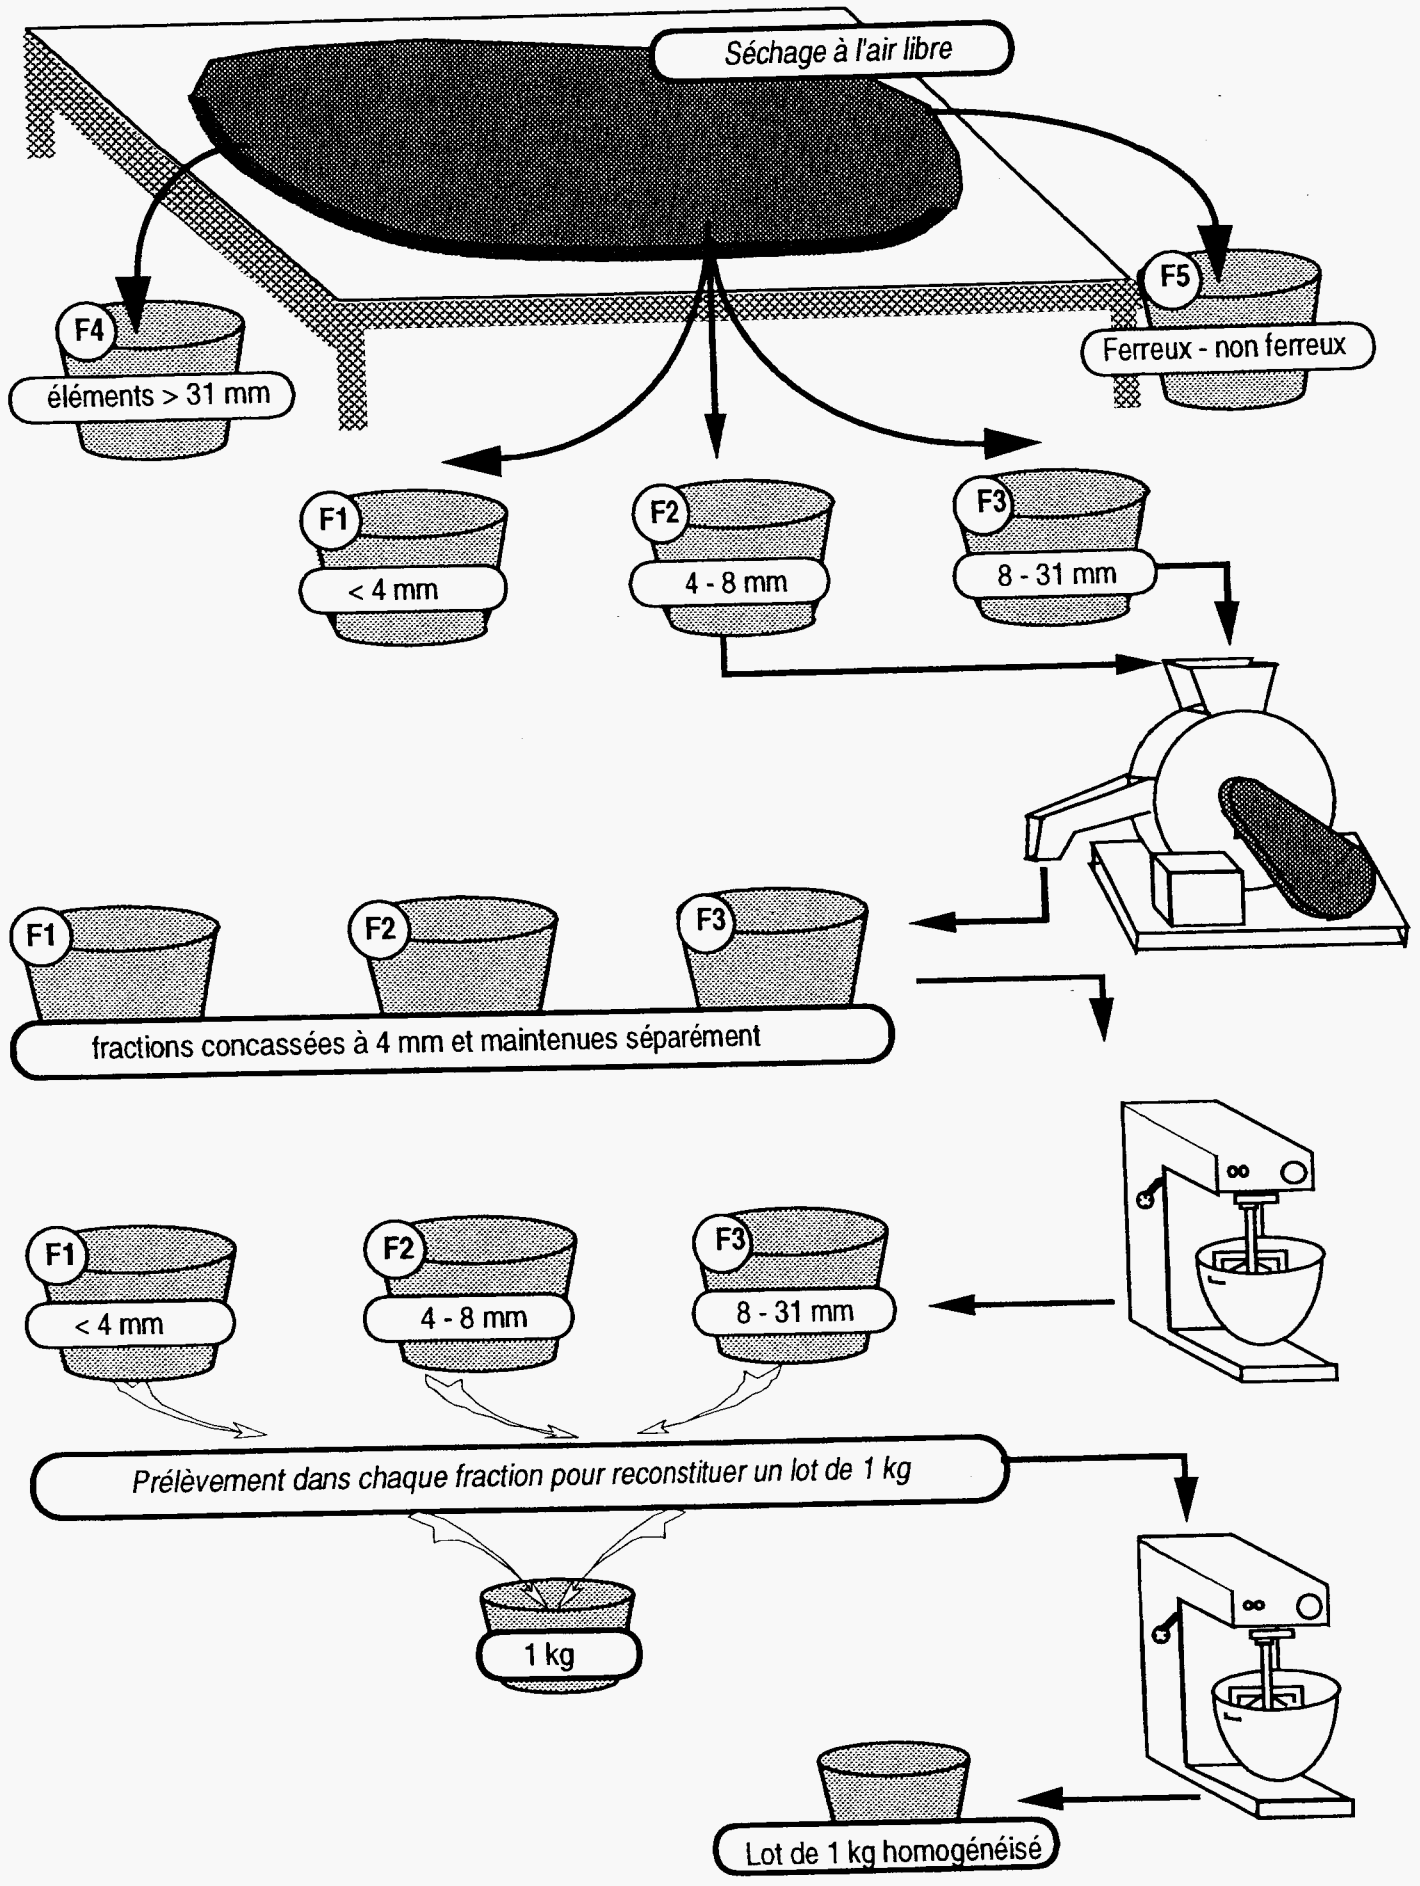 Séchage à l'air libre
F5
Ferreux - non ferreux
F4
éléments > 31 mm
F1
< 4 mm
F2
4 - 8 mm
F3
8 - 31 mm
F1
F2
F3
fractions concassées à 4 mm et maintenues séparément
F1
< 4 mm
F2
4 - 8 mm
F3
8 - 31 mm
Prélèvement dans chaque fraction pour reconstituer un lot de 1 kg
1 kg
Lot de 1 kg homogénéisé